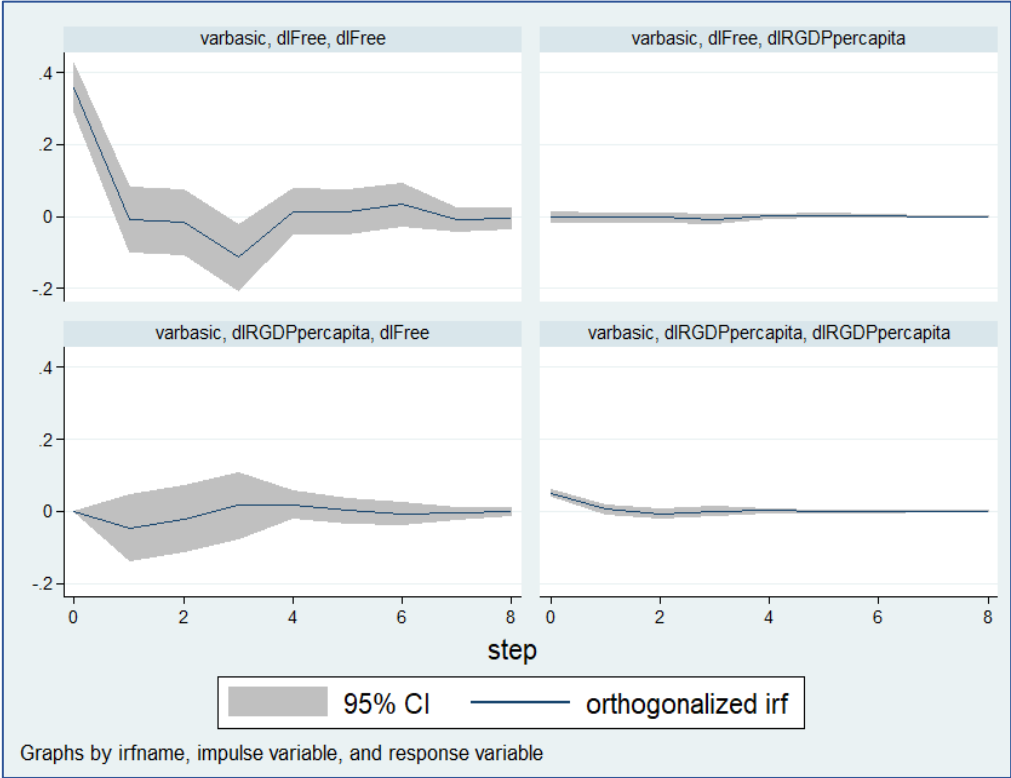 varbasic, dlFree, dlFree
varbasic, dlFree, dlRGDPpercapita
.4
.2
0
-.2
varbasic, dlRGDPpercapita, dlFree
varbasic, dlRGDPpercapita, dlRGDPpercapita
.4
.2
0
-.2
0 2 4 6 8
0 2 4 6 8
step
95% CI
orthogonalized irf
Graphs by irfname, impulse variable, and response variable